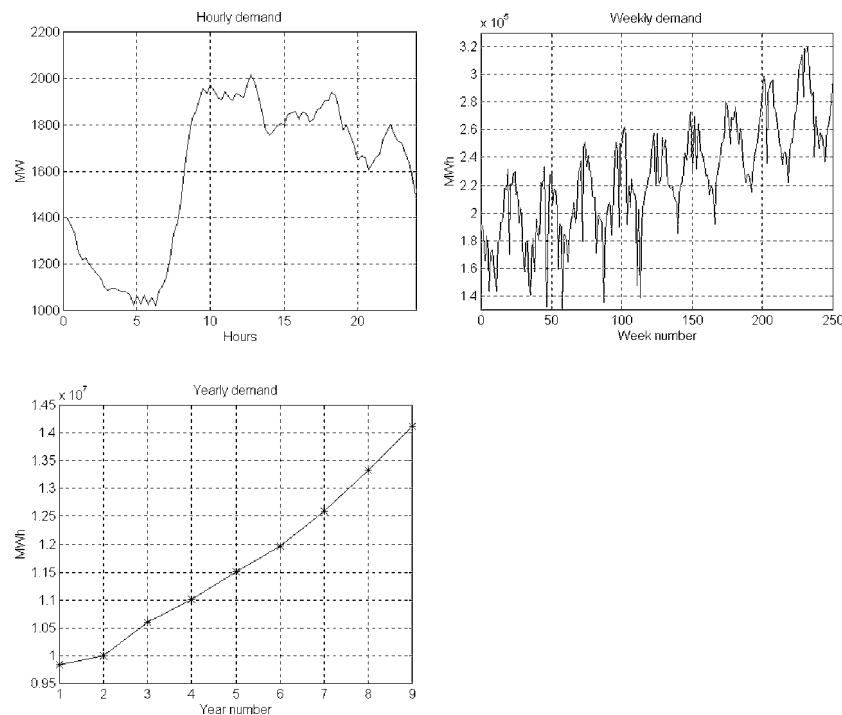 Hourly demand
2200
2000
1800
1600
1400
1200
1000
MW
0 5 10 15 20
Hours
Weekly demand
x 10^5
3.2
3
2.8
2.6
2.4
2.2
2
1.8
1.6
1.4
MWh
0 50 100 150 200 250
Week number
Yearly demand
x 10^7
1.45
1.4
1.35
1.3
1.25
1.2
1.15
1.1
1.05
1
0.95
MWh
1 2 3 4 5 6 7 8 9
Year number